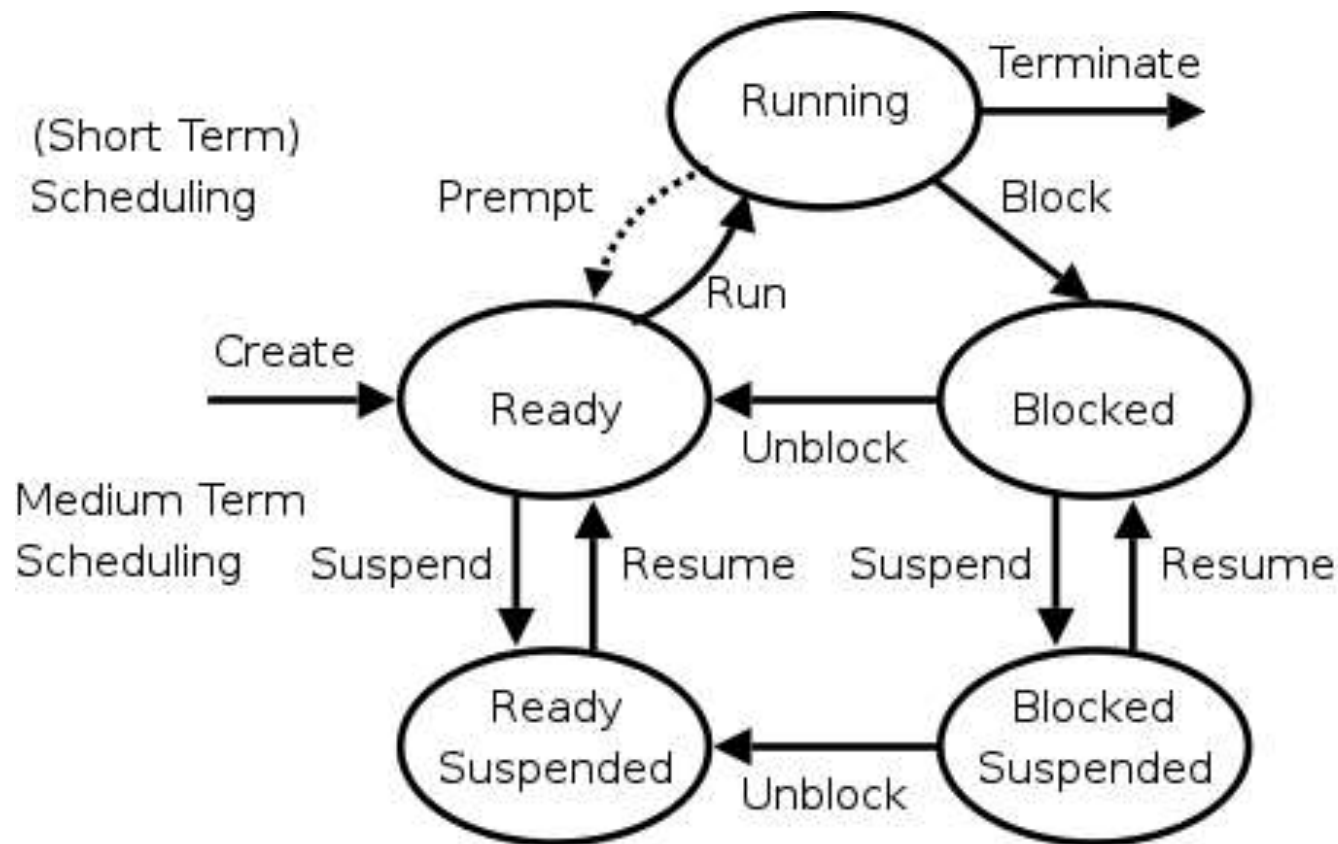 Terminate
Running
(Short Term)
Scheduling
Prempt
Block
Run
Create
Ready
Blocked
Unblock
Medium Term
Scheduling
Suspend
Resume
Suspend
Resume
Ready
Suspended
Blocked
Suspended
Unblock